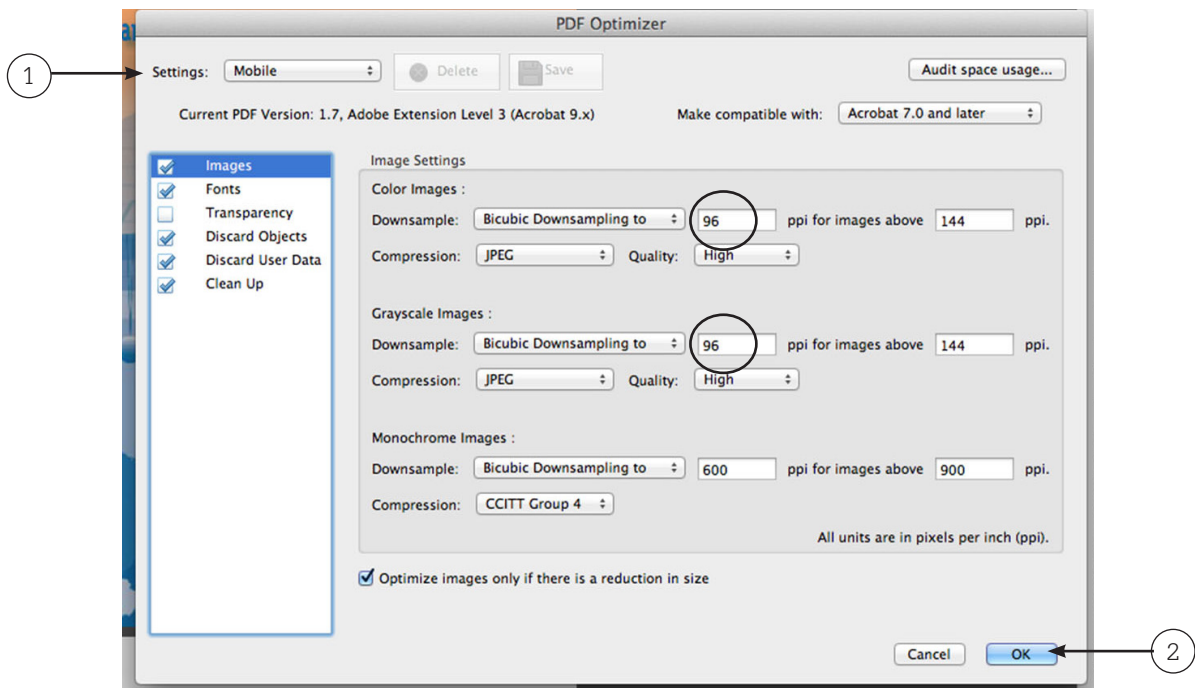 PDF Optimizer
1
Settings: Mobile Delete Save Audit space usage...
Current PDF Version: 1.7, Adobe Extension Level 3 (Acrobat 9.x) Make compatible with: Acrobat 7.0 and later
Images
Fonts
Transparency
Discard Objects
Discard User Data
Clean Up
Image Settings
Color Images :
Downsample: Bicubic Downsampling to 96 ppi for images above 144 ppi.
Compression: JPEG Quality: High
Grayscale Images :
Downsample: Bicubic Downsampling to 96 ppi for images above 144 ppi.
Compression: JPEG Quality: High
Monochrome Images :
Downsample: Bicubic Downsampling to 600 ppi for images above 900 ppi.
Compression: CCITT Group 4
All units are in pixels per inch (ppi).
Optimize images only if there is a reduction in size
Cancel OK
2